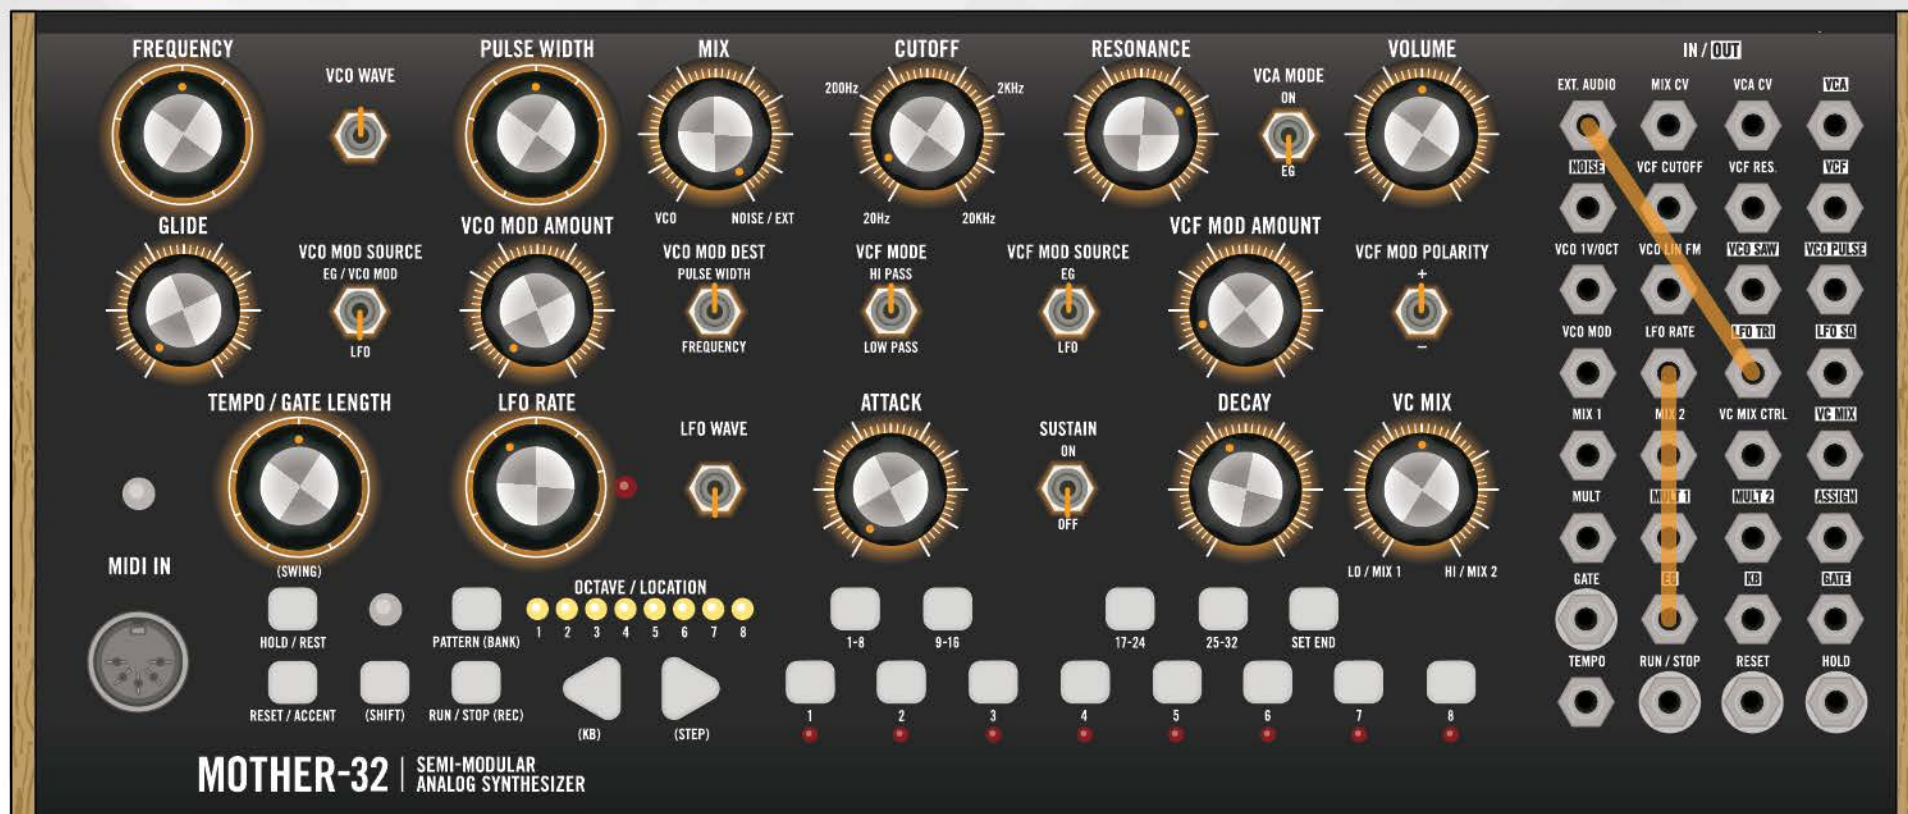 FREQUENCY
VCO WAVE
PULSE WIDTH
MIX
VCO
NOISE / EXT
CUTOFF
200Hz
2KHz
20Hz
20KHz
RESONANCE
VCA MODE
ON
EG
VOLUME
GLIDE
VCO MOD SOURCE
EG / VCO MOD
LFO
VCO MOD AMOUNT
VCO MOD DEST
PULSE WIDTH
FREQUENCY
VCF MODE
HI PASS
LOW PASS
VCF MOD SOURCE
EG
LFO
VCF MOD AMOUNT
VCF MOD POLARITY
+
–
TEMPO / GATE LENGTH
(SWING)
LFO RATE
LFO WAVE
ATTACK
SUSTAIN
ON
OFF
DECAY
VC MIX
LO / MIX 1
HI / MIX 2
MIDI IN
HOLD / REST
PATTERN (BANK)
OCTAVE / LOCATION
1 2 3 4 5 6 7 8
1-8
9-16
17-24
25-32
SET END
RESET / ACCENT
(SHIFT)
RUN / STOP (REC)
(KB)
(STEP)
1 2 3 4 5 6 7 8
MOTHER-32
SEMI-MODULAR
ANALOG SYNTHESIZER
IN / OUT
EXT. AUDIO MIX CV VCA CV VCA
NOISE VCF CUTOFF VCF RES. VCF
VCO 1V/OCT VCO LIN FM VCO SAW VCO PULSE
VCO MOD LFO RATE LFO TRI LFO SQ
MIX 1 MIX 2 VC MIX CTRL VC MIX
MULT MULT 1 MULT 2 ASSIGN
GATE EG KB GATE
TEMPO RUN / STOP RESET HOLD